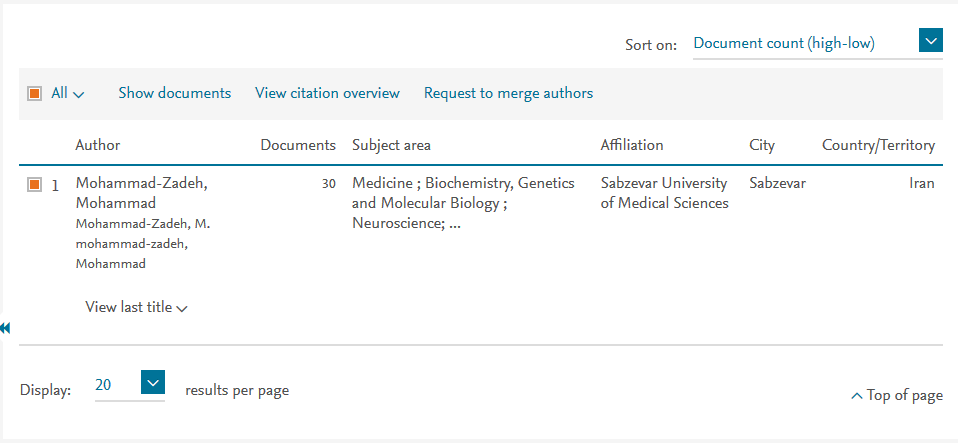 Sort on: Document count (high-low)
All Show documents View citation overview Request to merge authors
Author Documents Subject area Affiliation City Country/Territory
1 Mohammad-Zadeh, 30 Medicine ; Biochemistry, Genetics Sabzevar University Sabzevar Iran
Mohammad and Molecular Biology ; of Medical Sciences
Mohammad-Zadeh, M. Neuroscience; ...
mohammad-zadeh,
Mohammad
View last title
Display: 20 results per page
Top of page